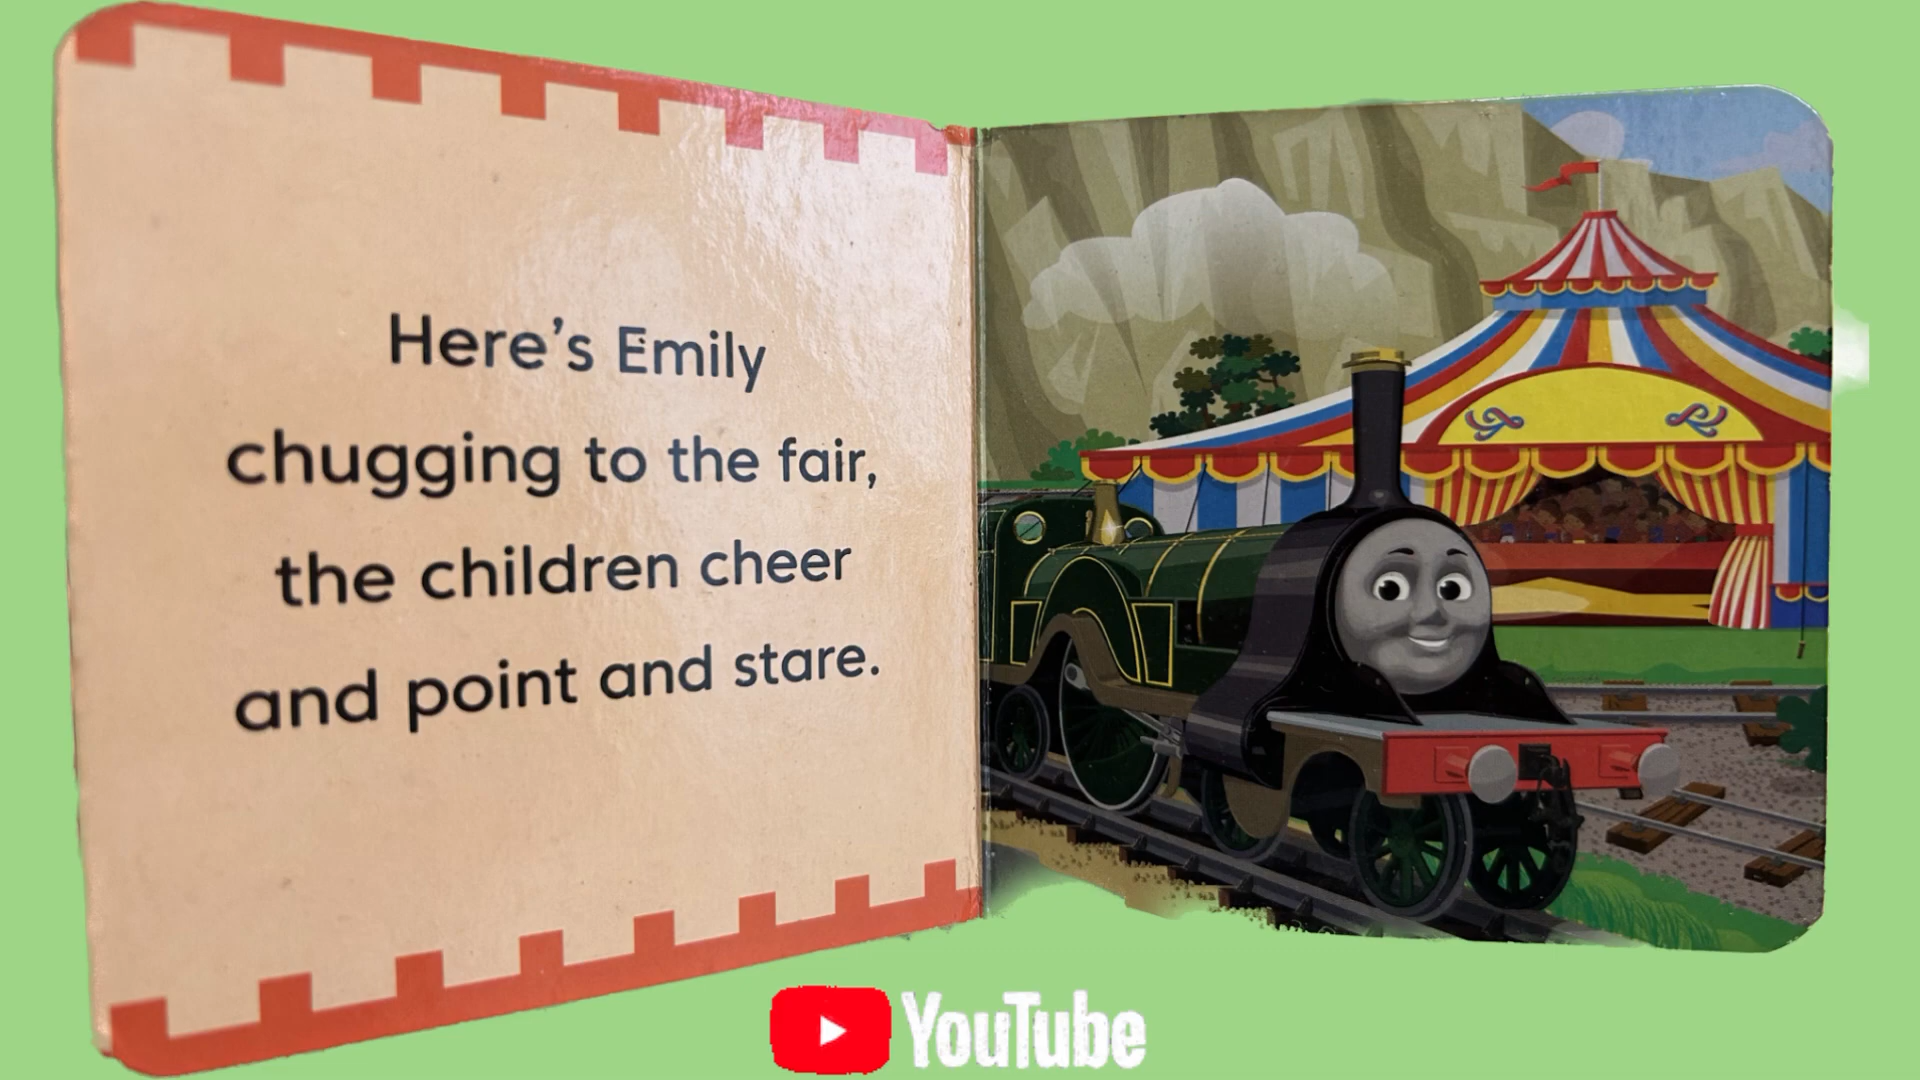 Here's Emily
chugging to the fair,
the children cheer
and point and stare.
YouTube